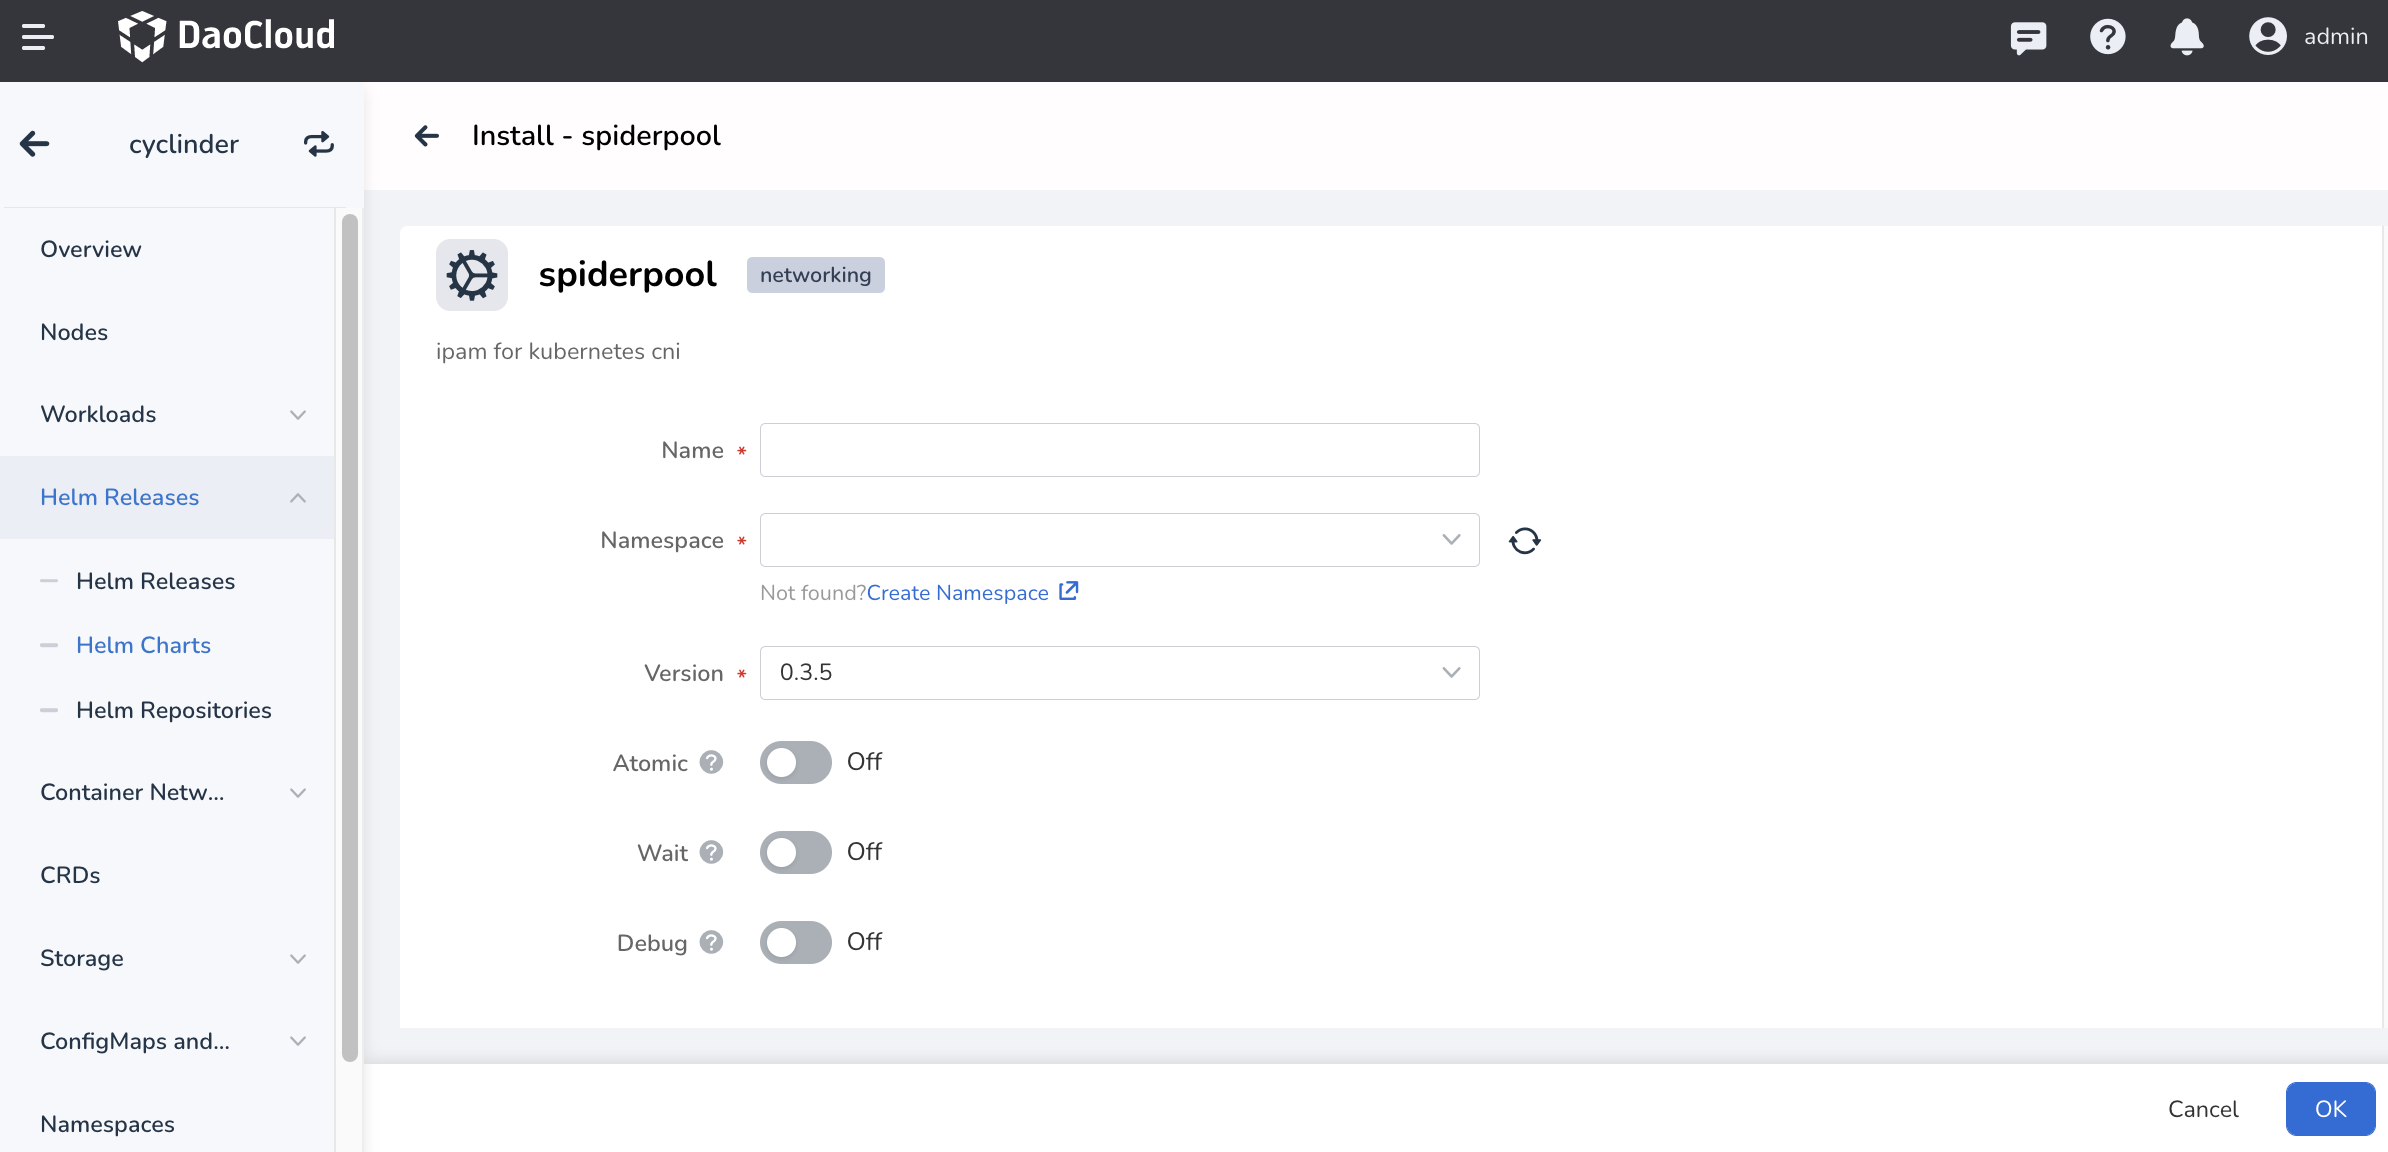 DaoCloud
admin
cyclinder
Install - spiderpool
Overview
Nodes
Workloads
Helm Releases
Helm Releases
Helm Charts
Helm Repositories
Container Netw...
CRDs
Storage
ConfigMaps and...
Namespaces
spiderpool
networking
ipam for kubernetes cni
Name *
Namespace *
Not found?Create Namespace
Version * 0.3.5
Atomic ? Off
Wait ? Off
Debug ? Off
Cancel
OK